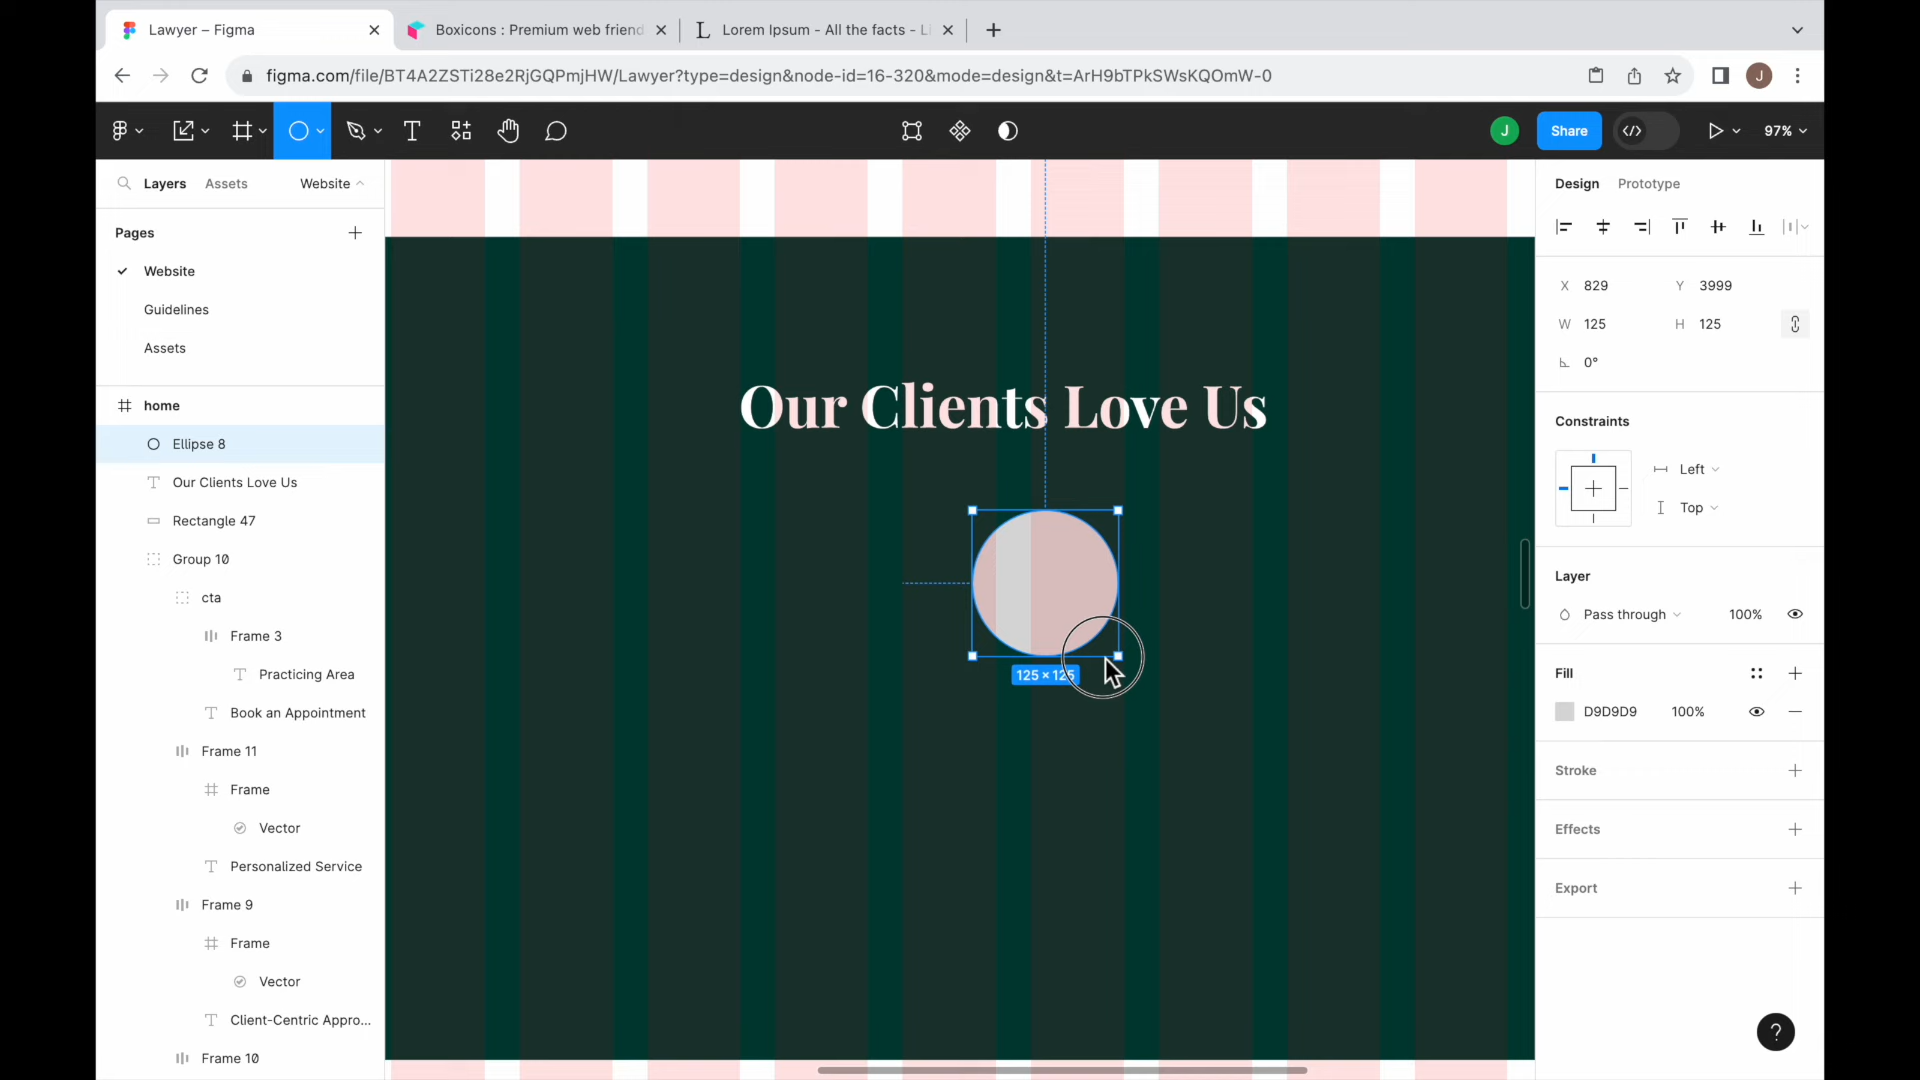 Lawyer – Figma
Boxicons : Premium web friend
Lorem Ipsum - All the facts - Li
figma.com/file/BT4A2ZSTi28e2RjGQPmjHW/Lawyer?type=design&node-id=16-320&mode=design&t=ArH9bTPkSWsKQOmW-0
J
J
Share
97%
Layers
Assets
Website
Pages
Website
Guidelines
Assets
home
Ellipse 8
Our Clients Love Us
Rectangle 47
Group 10
cta
Frame 3
Practicing Area
Book an Appointment
Frame 11
Frame
Vector
Personalized Service
Frame 9
Frame
Vector
Client-Centric Appro...
Frame 10
Our Clients Love Us
125 × 125
Design
Prototype
X 829
Y 3999
W 125
H 125
0°
Constraints
Left
Top
Layer
Pass through
100%
Fill
D9D9D9
100%
Stroke
Effects
Export
?